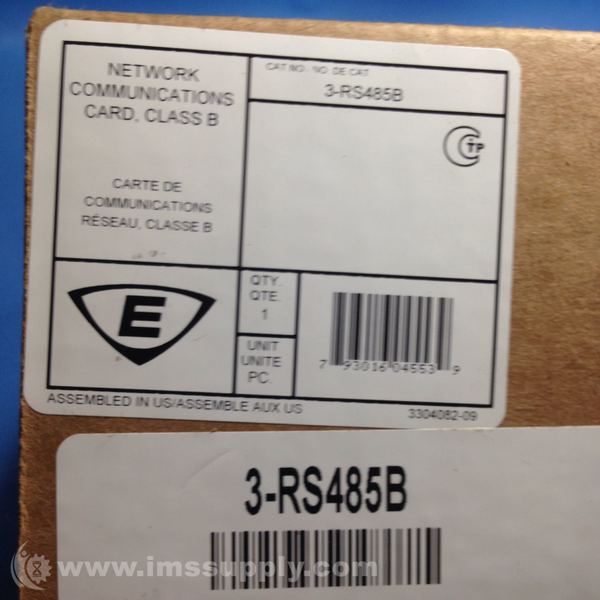 NETWORK
COMMUNICATIONS
CARD, CLASS B
CARTE DE
COMMUNICATIONS
RÉSEAU, CLASSE B
CAT NO.- NO. DE CAT.
3-RS485B
TP
E
QTY.
QTE.
1
UNIT
UNITE
PC.
7 93016 04553 9
ASSEMBLED IN US/ASSEMBLE AUX US
3304082-09
3-RS485B
www.imssupply.com